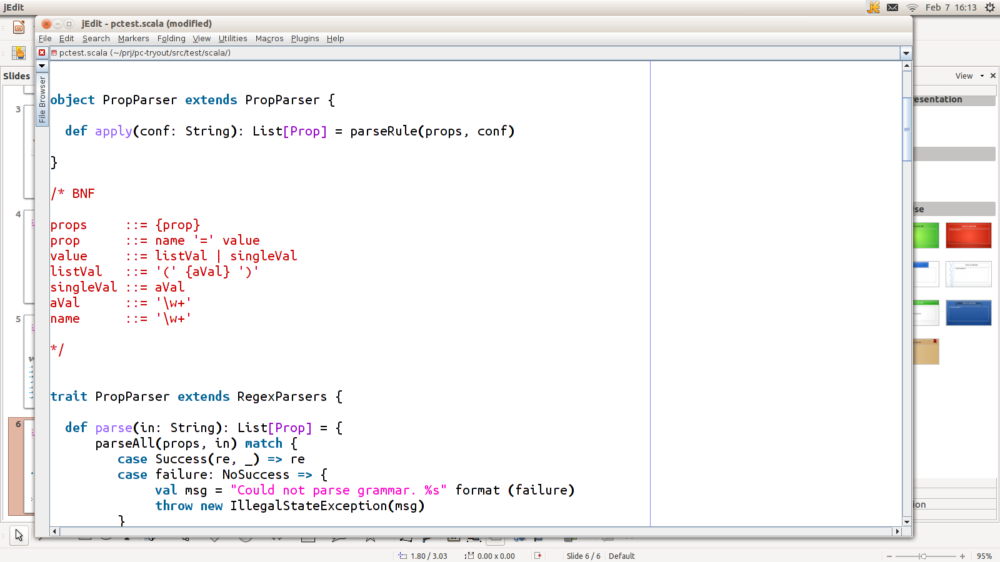 jEdit
Feb 7 16:13
jEdit - pctest.scala (modified)
File Edit Search Markers Folding View Utilities Macros Plugins Help
pctest.scala (~/prj/pc-tryout/src/test/scala/)
File Browser
Slides
3
4
5
6
View
resentation
se
ion
object PropParser extends PropParser {
def apply(conf: String): List[Prop] = parseRule(props, conf)
}
/* BNF
props ::= {prop}
prop ::= name '=' value
value ::= listVal | singleVal
listVal ::= '(' {aVal} ')'
singleVal ::= aVal
aVal ::= '\w+'
name ::= '\w+'
*/
trait PropParser extends RegexParsers {
def parse(in: String): List[Prop] = {
parseAll(props, in) match {
case Success(re, _) => re
case failure: NoSuccess => {
val msg = "Could not parse grammar. %s" format (failure)
throw new IllegalStateException(msg)
}
1.80 / 3.03
0.00 x 0.00
Slide 6 / 6
Default
95%